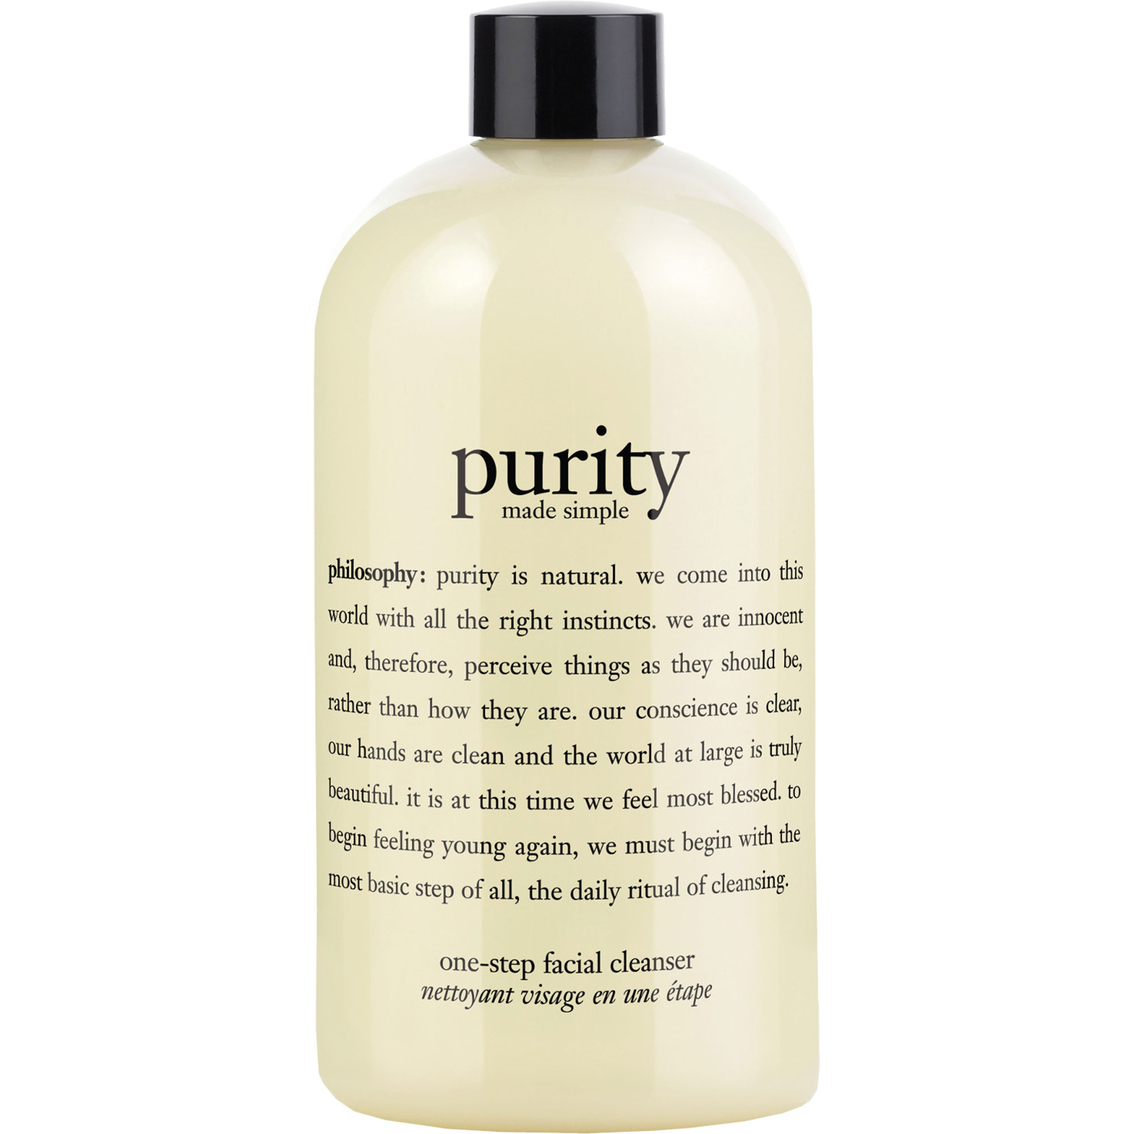 purity
made simple
philosophy: purity is natural. we come into this
world with all the right instincts. we are innocent
and, therefore, perceive things as they should be,
rather than how they are. our conscience is clear,
our hands are clean and the world at large is truly
beautiful. it is at this time we feel most blessed. to
begin feeling young again, we must begin with the
most basic step of all, the daily ritual of cleansing.
one-step facial cleanser
nettoyant visage en une étape